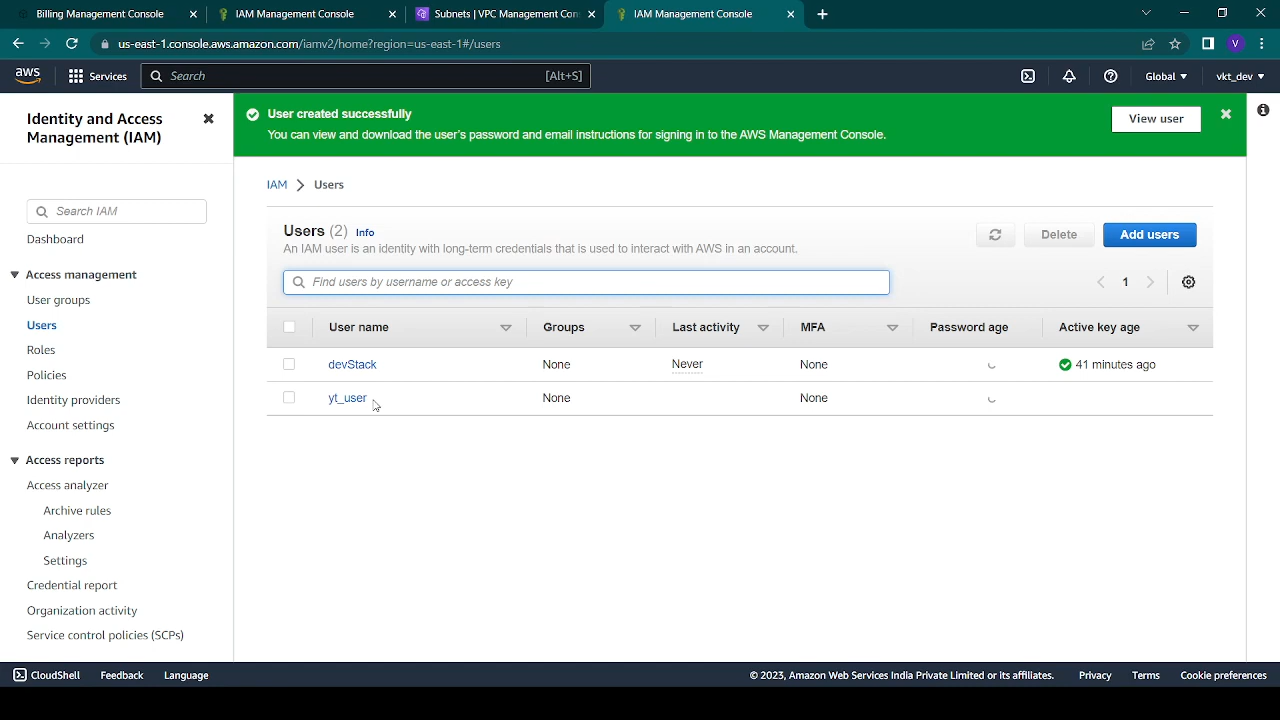 Billing Management Console
IAM Management Console
Subnets | VPC Management Con
IAM Management Console
us-east-1.console.aws.amazon.com/iamv2/home?region=us-east-1#/users
V
aws
Services
Search
[Alt+S]
Global
vkt_dev
Identity and Access
Management (IAM)
Search IAM
Dashboard
Access management
User groups
Users
Roles
Policies
Identity providers
Account settings
Access reports
Access analyzer
Archive rules
Analyzers
Settings
Credential report
Organization activity
Service control policies (SCPs)
User created successfully
You can view and download the user's password and email instructions for signing in to the AWS Management Console.
View user
IAM > Users
Users (2) Info
An IAM user is an identity with long-term credentials that is used to interact with AWS in an account.
Delete
Add users
Find users by username or access key
1
User name Groups Last activity MFA Password age Active key age
devStack None Never None 41 minutes ago
yt_user None None
CloudShell Feedback Language
© 2023, Amazon Web Services India Private Limited or its affiliates. Privacy Terms Cookie preferences